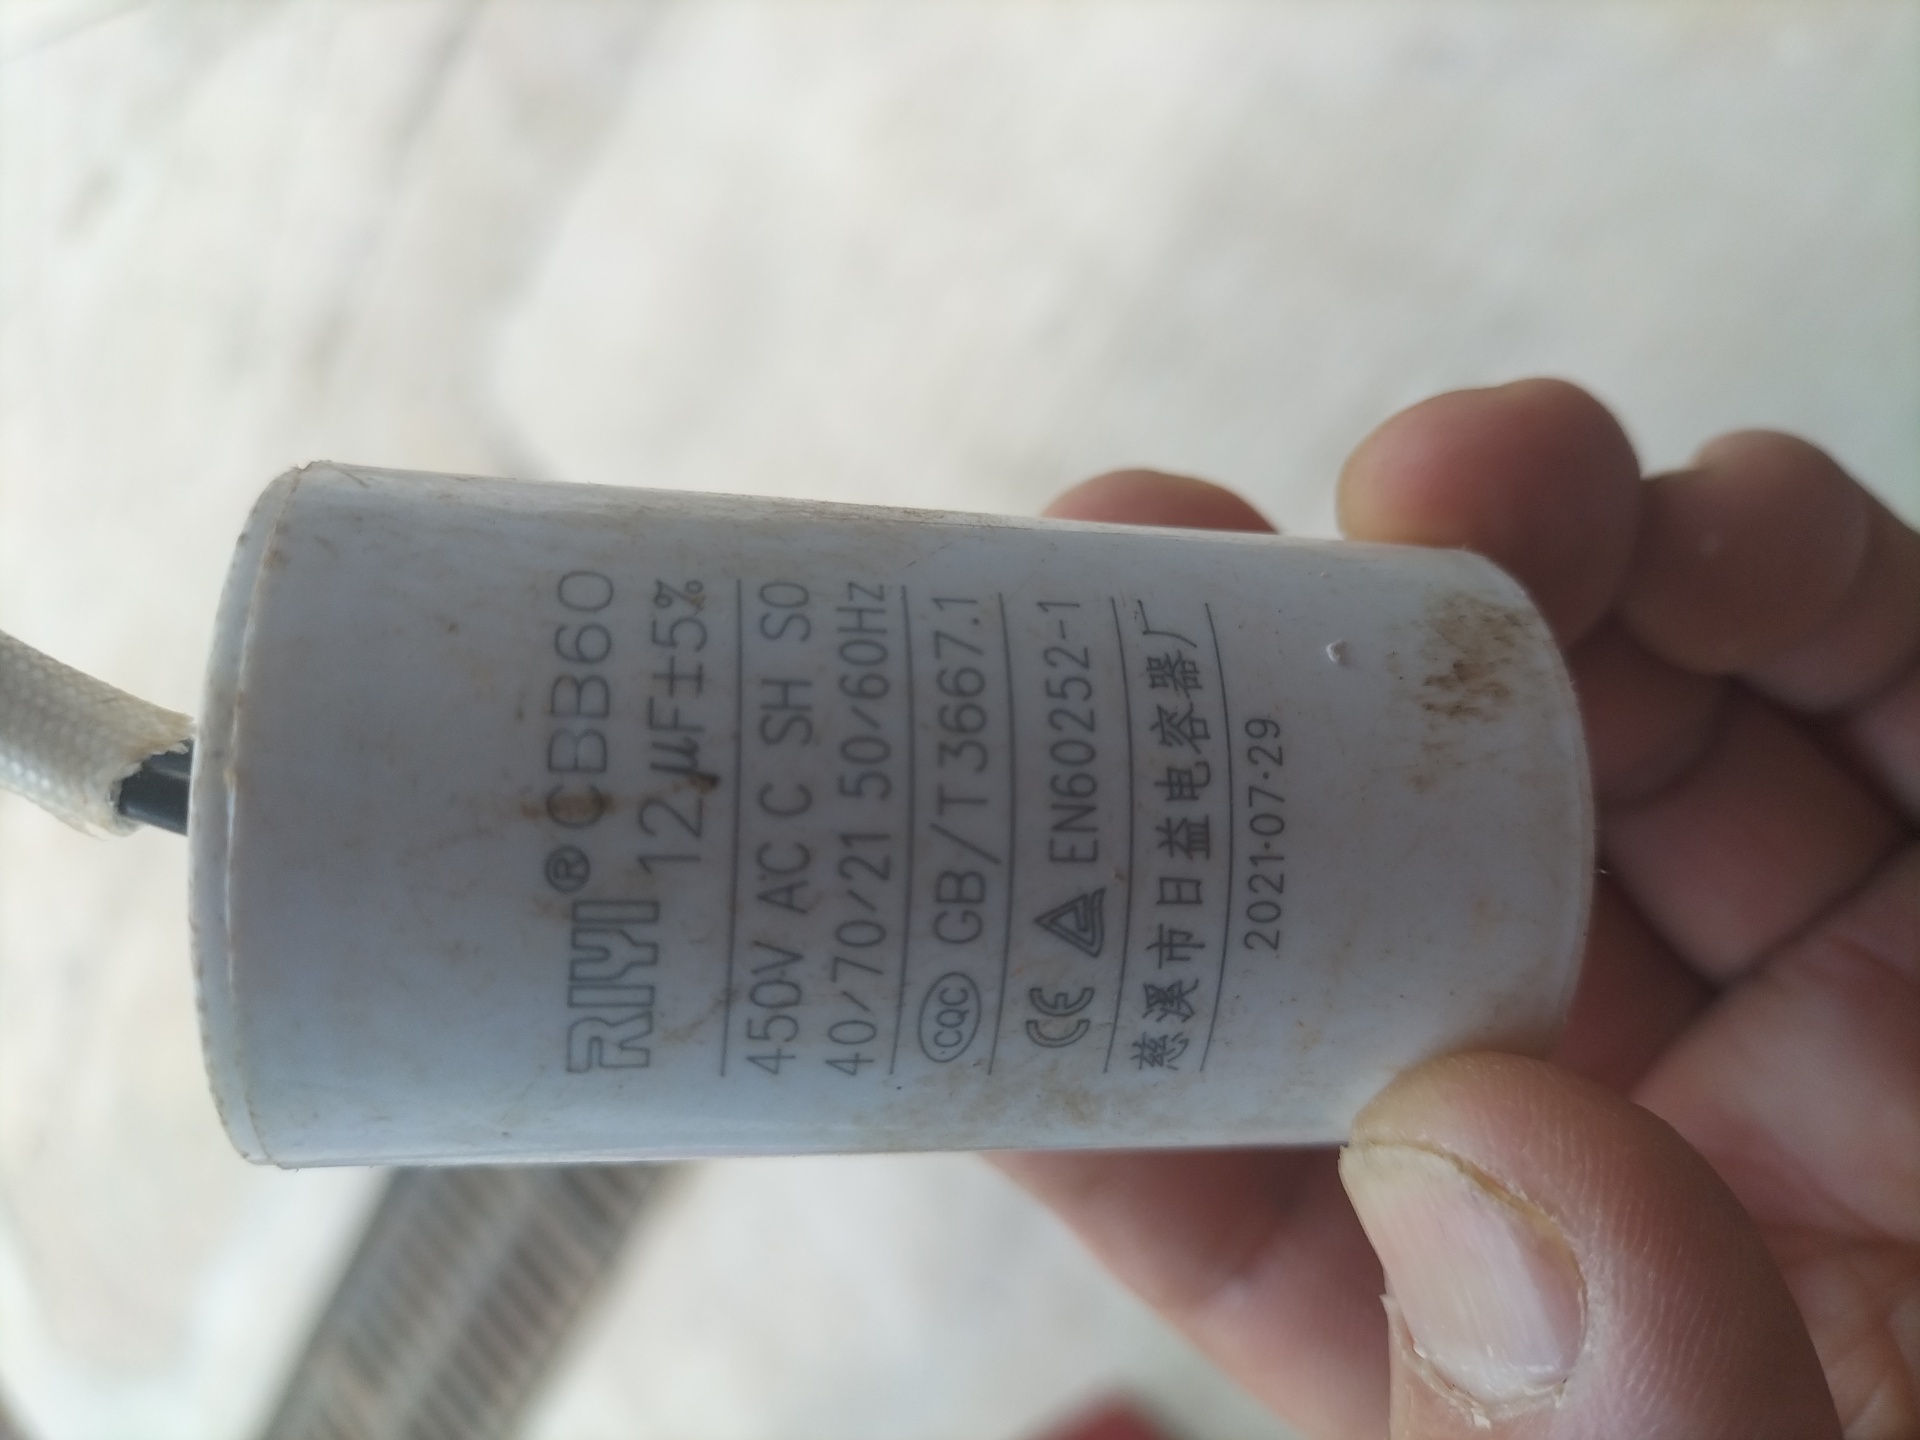 RIYI® CBB60
12μF±5%
450V AC C SH S0
40/70/21 50/60Hz
CQC GB/T3667.1
CE EN60252-1
慈溪市日益电容器厂
2021·07·29